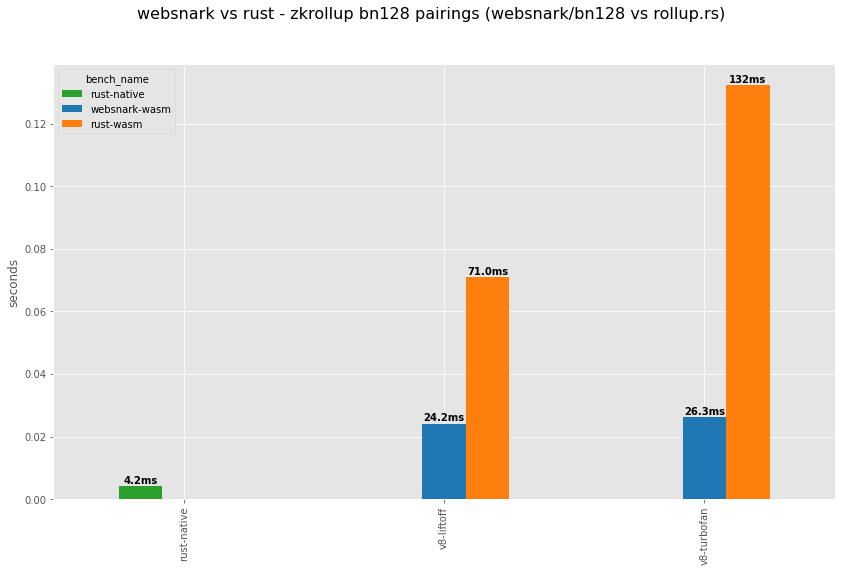 websnark vs rust - zkrollup bn128 pairings (websnark/bn128 vs rollup.rs)
bench_name
rust-native
websnark-wasm
rust-wasm
seconds
0.12
0.10
0.08
0.06
0.04
0.02
0.00
4.2ms
24.2ms
71.0ms
26.3ms
132ms
rust-native
v8-liftoff
v8-turbofan